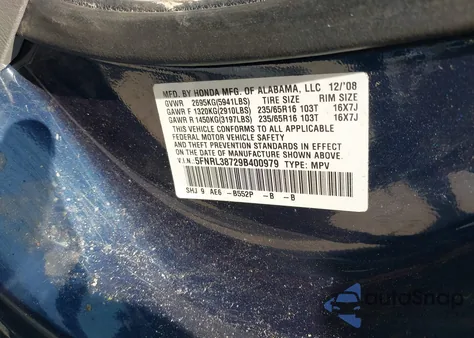 MFD. BY HONDA MFG. OF ALABAMA, LLC 12/'08
GVWR 2695KG(5941LBS) TIRE SIZE RIM SIZE
GAWR F 1320KG(2910LBS) 235/65R16 103T 16X7J
GAWR R 1450KG(3197LBS) 235/65R16 103T 16X7J
THIS VEHICLE CONFORMS TO ALL APPLICABLE
FEDERAL MOTOR VEHICLE SAFETY AND
THEFT PREVENTION STANDARDS IN EFFECT ON THE
DATE OF MANUFACTURE SHOWN ABOVE.
V.I.N: 5FNRL38729B400979 TYPE: MPV
SHJ 9 AE6 -B552P -B -B
autoSnap